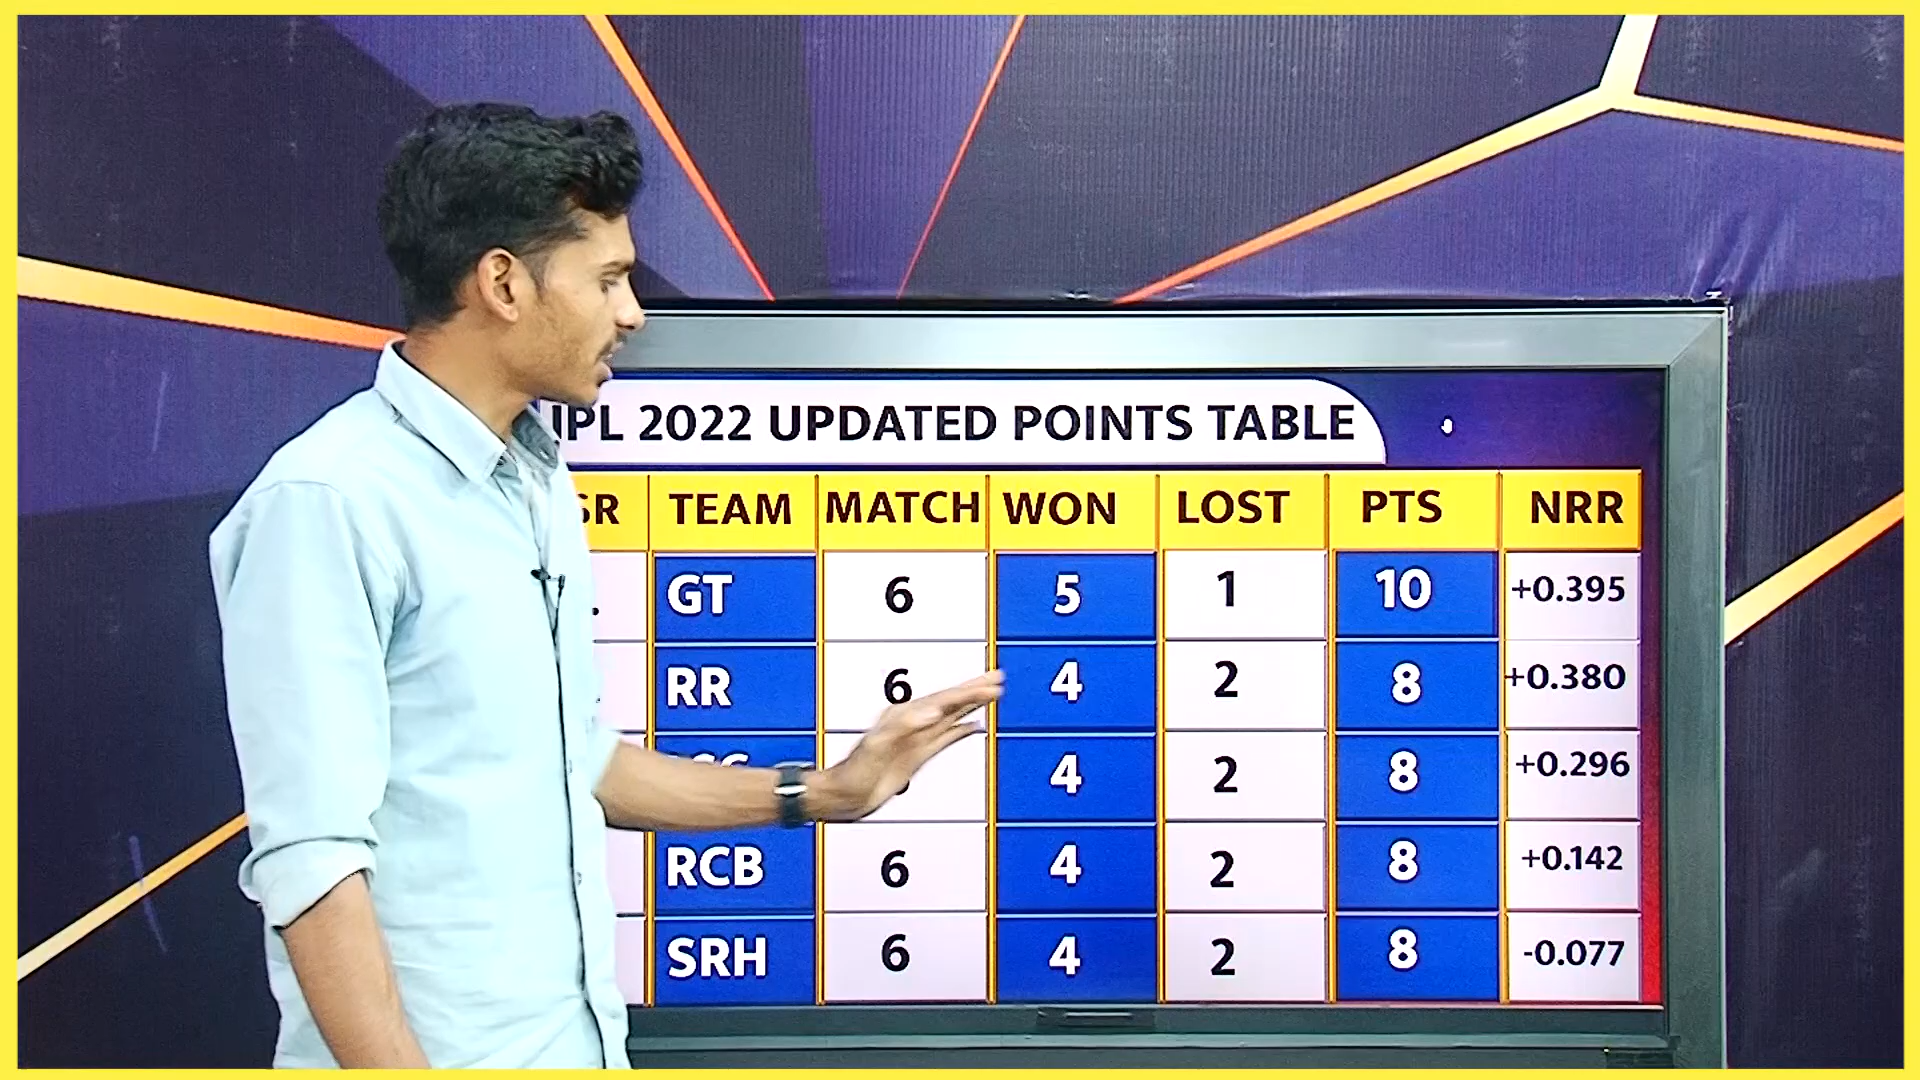 IPL 2022 UPDATED POINTS TABLE
SR TEAM MATCH WON LOST PTS NRR
GT 6 5 1 10 +0.395
RR 6 4 2 8 +0.380
4 2 8 +0.296
RCB 6 4 2 8 +0.142
SRH 6 4 2 8 -0.077